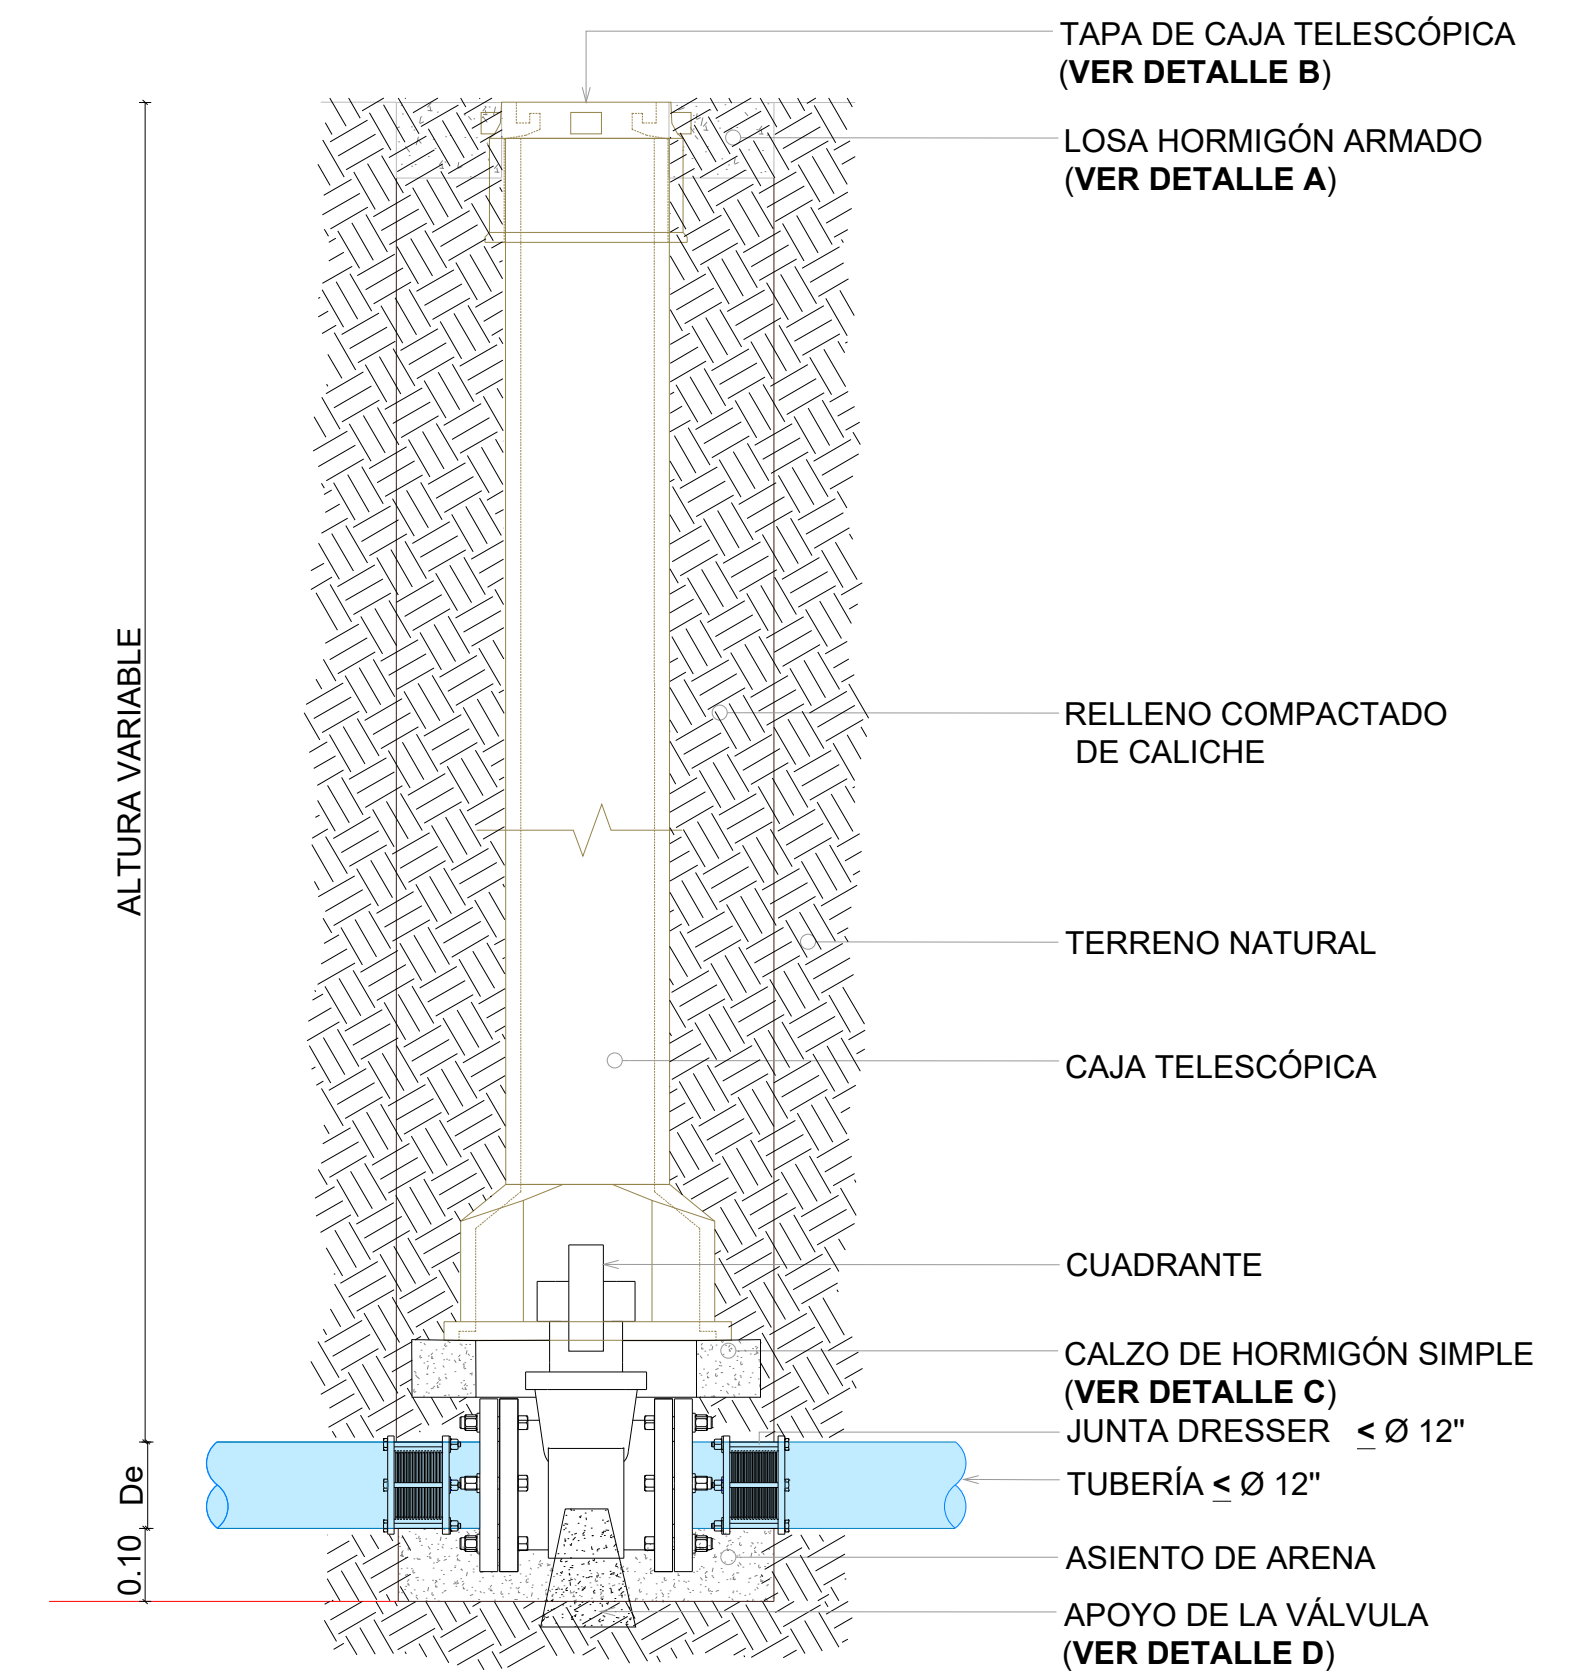 TAPA DE CAJA TELESCÓPICA
(VER DETALLE B)
LOSA HORMIGÓN ARMADO
(VER DETALLE A)
ALTURA VARIABLE
RELLENO COMPACTADO
DE CALICHE
TERRENO NATURAL
CAJA TELESCÓPICA
CUADRANTE
CALZO DE HORMIGÓN SIMPLE
(VER DETALLE C)
JUNTA DRESSER ≤ Ø 12"
De
TUBERÍA ≤ Ø 12"
0.10
ASIENTO DE ARENA
APOYO DE LA VÁLVULA
(VER DETALLE D)